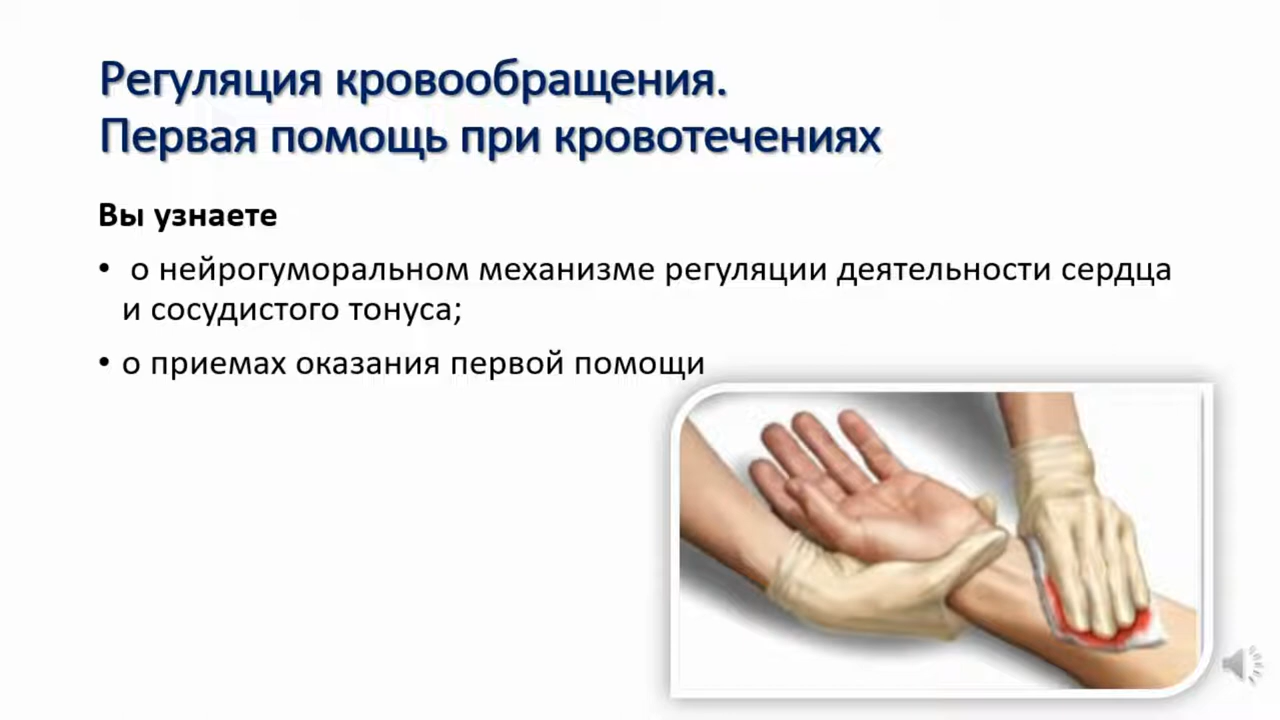 Регуляция кровообращения.
Первая помощь при кровотечениях
Вы узнаете
• о нейрогуморальном механизме регуляции деятельности сердца
и сосудистого тонуса;
• о приемах оказания первой помощи